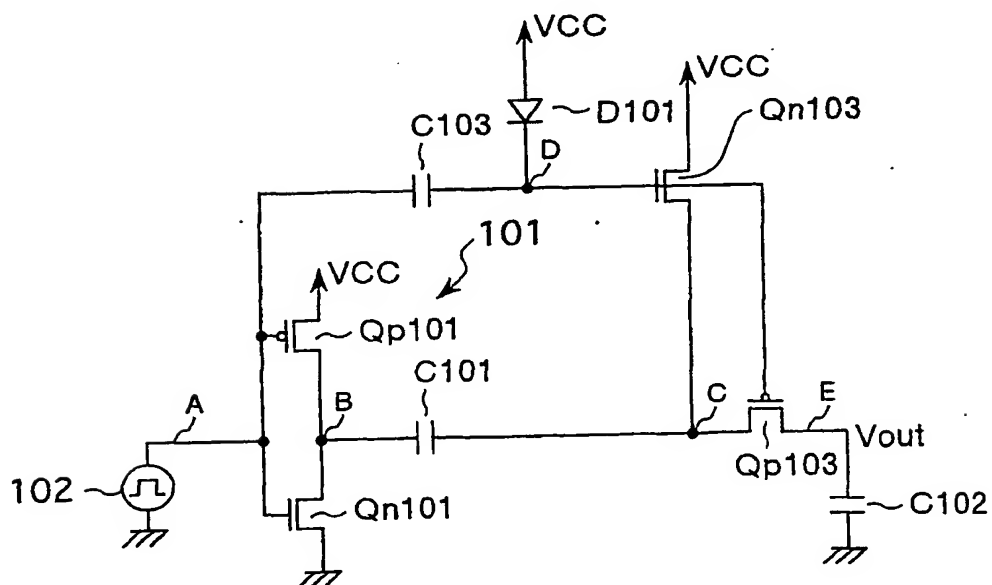 VCC
VCC
D101
Qn103
C103
D
101
VCC
Qp101
C101
A
B
C
E
Vout
Qp103
102
Qn101
C102